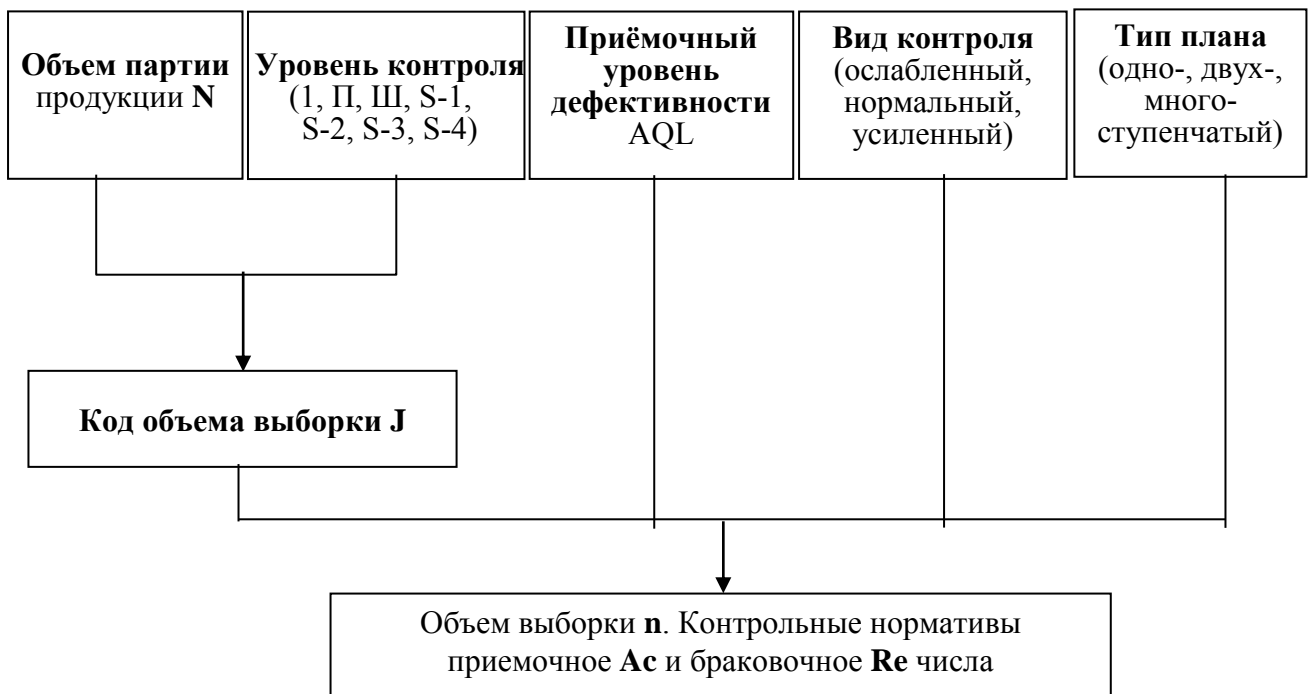 Объем партии
продукции N
Уровень контроля
(1, П, Ш, S-1,
S-2, S-3, S-4)
Приёмочный
уровень
дефективности
AQL
Вид контроля
(ослабленный,
нормальный,
усиленный)
Тип плана
(одно-, двух-,
много-
ступенчатый)
Код объема выборки J
Объем выборки n. Контрольные нормативы
приемочное Ac и браковочное Re числа